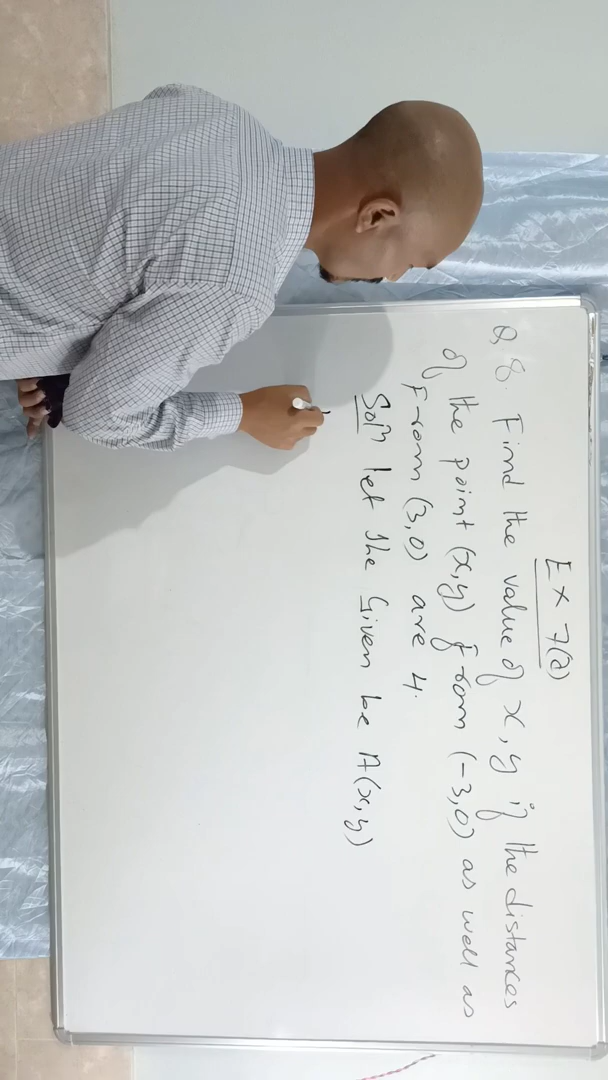 Ex 7(a)
Q 8. Find the value of x, y if the distances
of the point (x,y) from (-3,0) as well as
from (3,0) are 4.
Soln Let the Given be A(x,y)